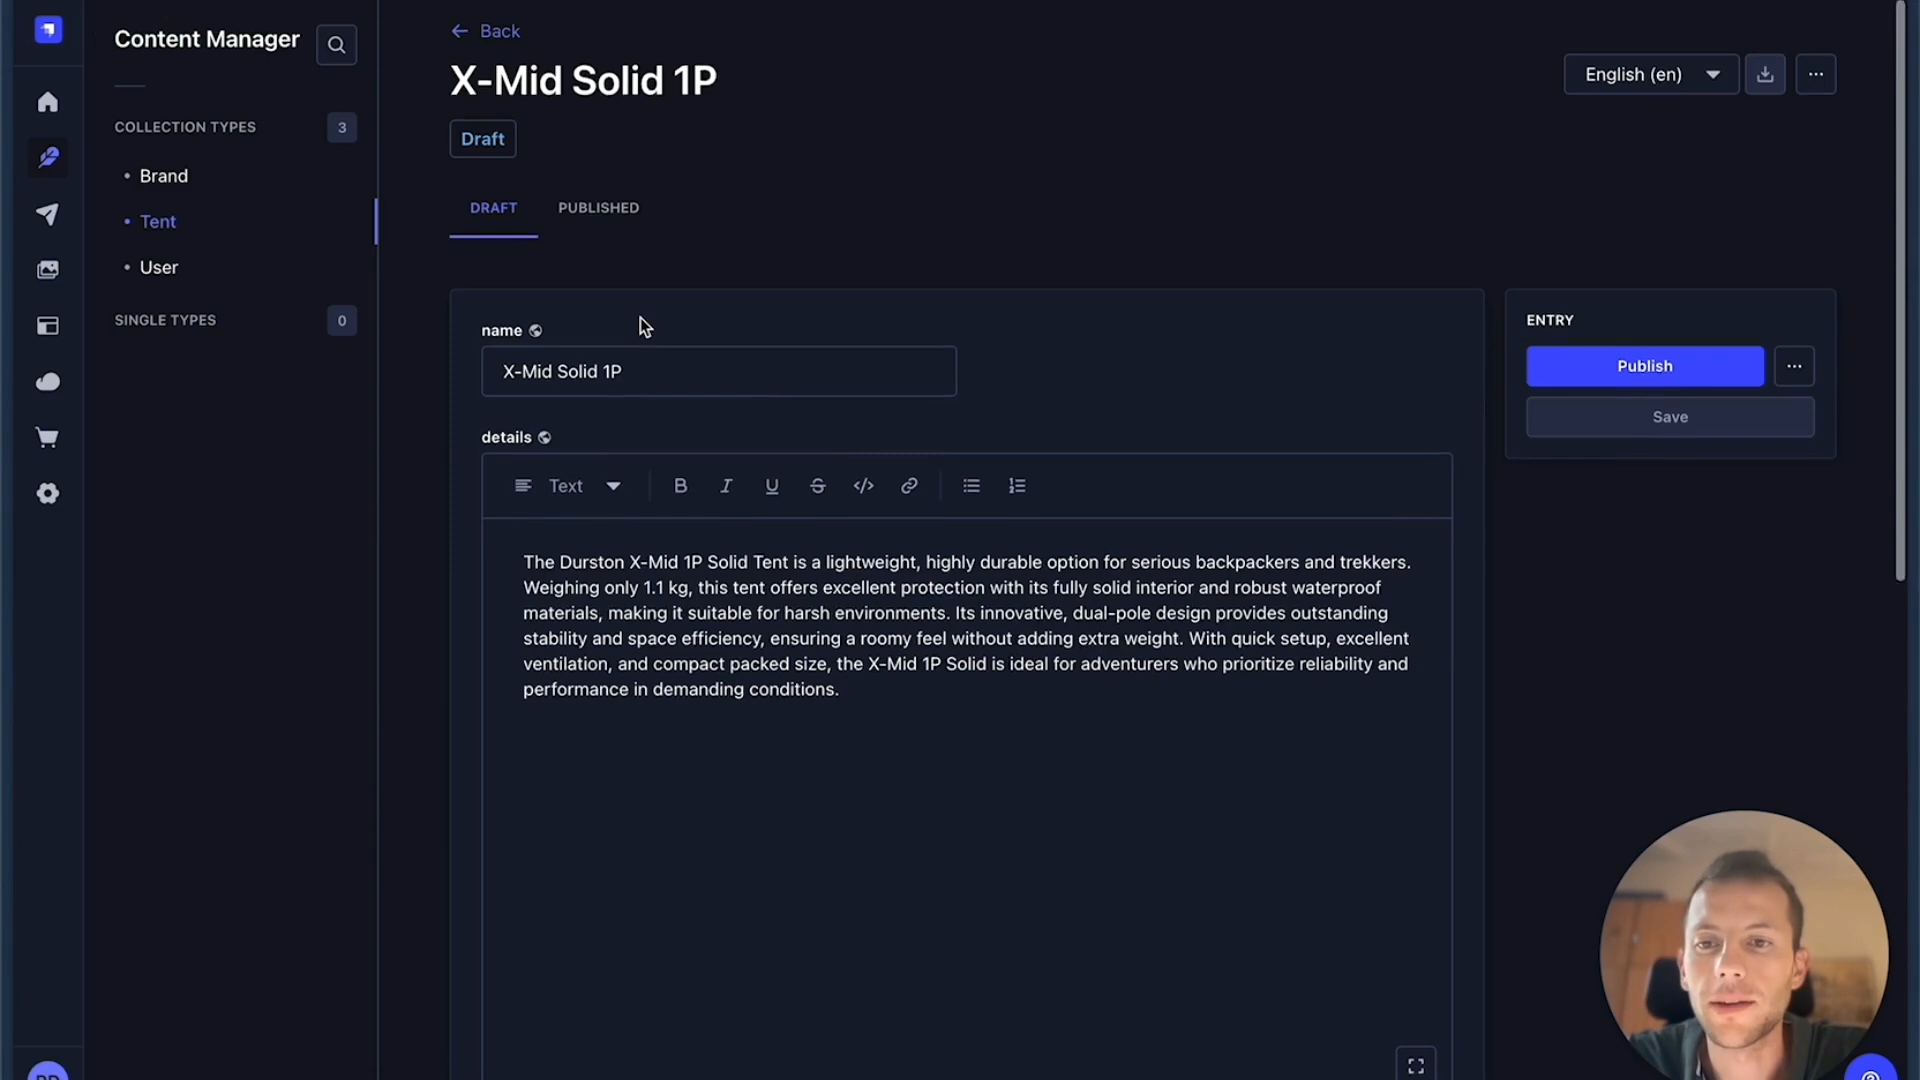 Content Manager
COLLECTION TYPES 3
Brand
Tent
User
SINGLE TYPES 0
Back
X-Mid Solid 1P
Draft
English (en)
DRAFT PUBLISHED
name
X-Mid Solid 1P
details
Text
The Durston X-Mid 1P Solid Tent is a lightweight, highly durable option for serious backpackers and trekkers.
Weighing only 1.1 kg, this tent offers excellent protection with its fully solid interior and robust waterproof
materials, making it suitable for harsh environments. Its innovative, dual-pole design provides outstanding
stability and space efficiency, ensuring a roomy feel without adding extra weight. With quick setup, excellent
ventilation, and compact packed size, the X-Mid 1P Solid is ideal for adventurers who prioritize reliability and
performance in demanding conditions.
ENTRY
Publish
Save